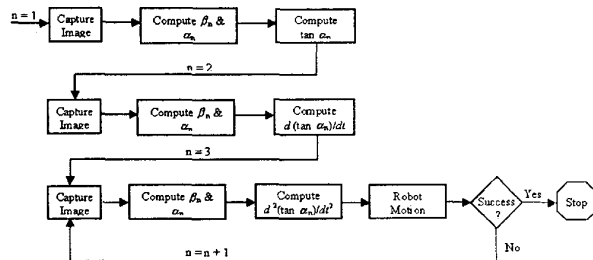 n = 1
Capture
Image
Compute βn &
αn
Compute
tan αn
n = 2
Capture
Image
Compute βn &
αn
Compute
d(tan αn)/dt
n = 3
Capture
Image
Compute βn &
αn
Compute
d²(tan αn)/dt²
Robot
Motion
Success
?
Yes
Stop
No
n = n + 1